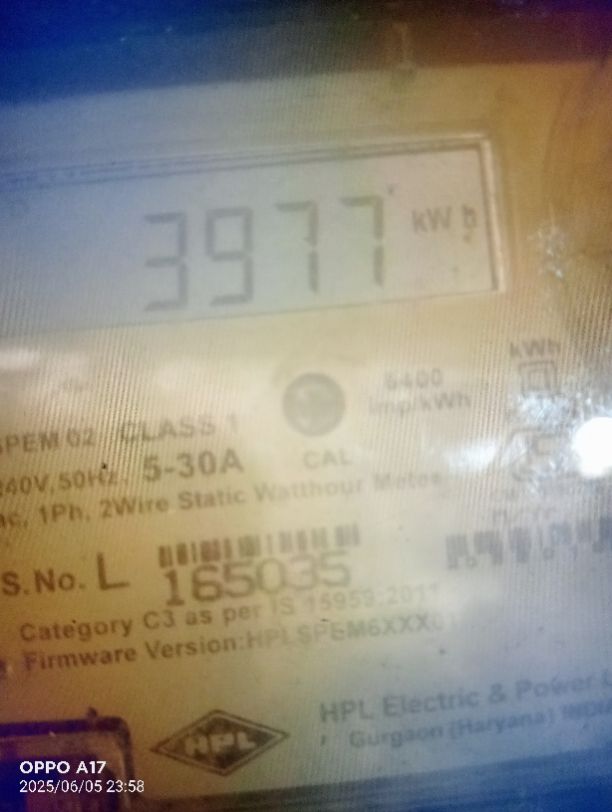 3977 kWh
kWh
6400
imp/kWh
SPEM 02 CLASS 1
240V, 50Hz, 5-30A CAL
ac, 1Ph, 2Wire Static Watthour Meter
S.No. L 165035
Category C3 as per IS 15959:2011
Firmware Version:HPLSPEM6XXX
HPL
HPL Electric & Power
Gurgaon (Haryana)
OPPO A17
2025/06/05 23:58